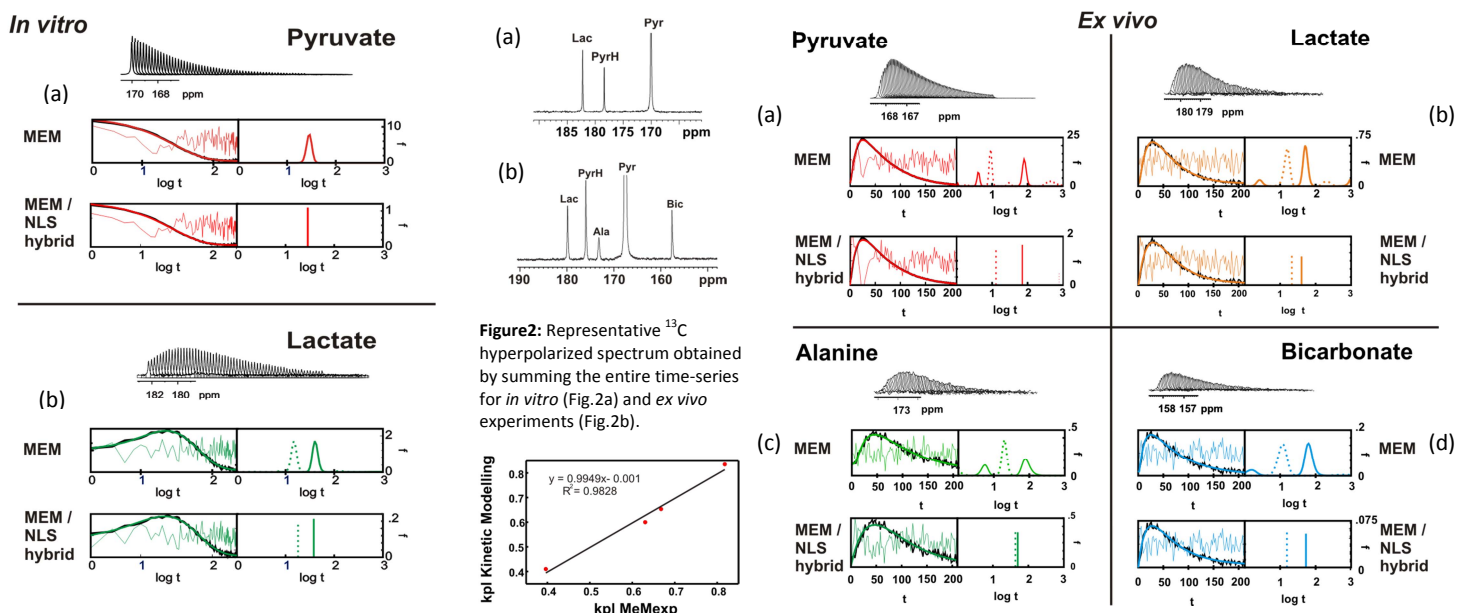 In vitro
Pyruvate
170 168 ppm
(a)
MEM
10
f
0
0 1 2 0 1 2 3
log t log t
MEM /
NLS
hybrid
1
f
0
0 1 2 0 1 2 3
log t log t
Lactate
182 180 ppm
(b)
MEM
.2
f
0
0 1 2 0 1 2 3
log t log t
MEM /
NLS
hybrid
.2
f
0
0 1 2 0 1 2 3
log t log t
(a)
Lac
PyrH
Pyr
185 180 175 170 ppm
(b)
Lac
PyrH
Ala
Pyr
Bic
190 180 170 160 ppm
Figure2: Representative 13C
hyperpolarized spectrum obtained
by summing the entire time-series
for in vitro (Fig.2a) and ex vivo
experiments (Fig.2b).
kpl Kinetic Modelling
0.8
0.7
0.6
0.5
0.4
y = 0.9949x- 0.001
R2= 0.9828
0.4 0.5 0.6 0.7 0.8
kpl MeMexp
Ex vivo
Pyruvate
168 167 ppm
(a)
MEM
25
f
0
0 50 100 150 200 1 2 3
t log t
MEM /
NLS
hybrid
2
f
0
0 50 100 150 200 1 2 3
t log t
Lactate
180 179 ppm
(b)
MEM
.75
f
0
0 50 100 150 200 1 2 3
t log t
MEM /
NLS
hybrid
0 50 100 150 200 1 2 3
t log t
Alanine
173 ppm
(c)
MEM
.5
f
0
0 50 100 150 200 1 2 3
t log t
MEM /
NLS
hybrid
.5
f
0
0 50 100 150 200 1 2 3
t log t
Bicarbonate
158 157 ppm
(d)
MEM
.2
f
0
0 50 100 150 200 1 2 3
t log t
MEM /
NLS
hybrid
.075
f
0
0 50 100 150 200 1 2 3
t log t